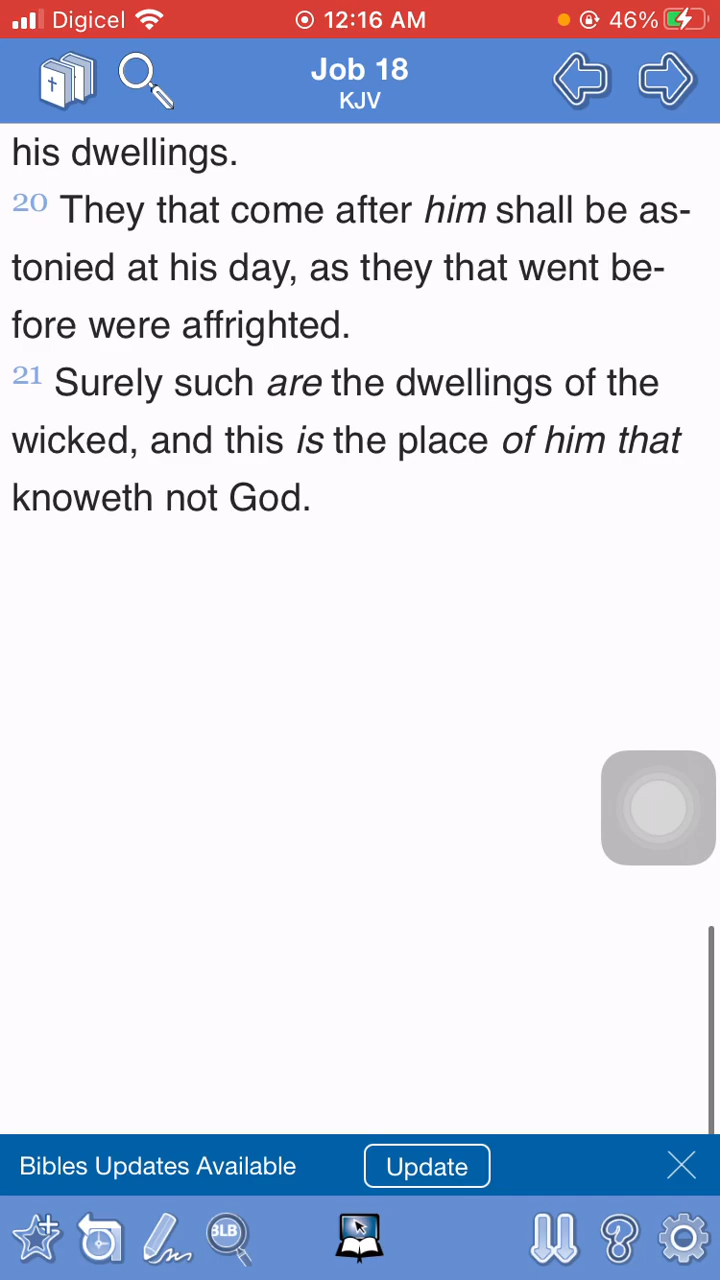 Digicel 12:16 AM 46%
Job 18
KJV
his dwellings.
20 They that come after him shall be as-
tonied at his day, as they that went be-
fore were affrighted.
21 Surely such are the dwellings of the
wicked, and this is the place of him that
knoweth not God.
Bibles Updates Available Update
BLB